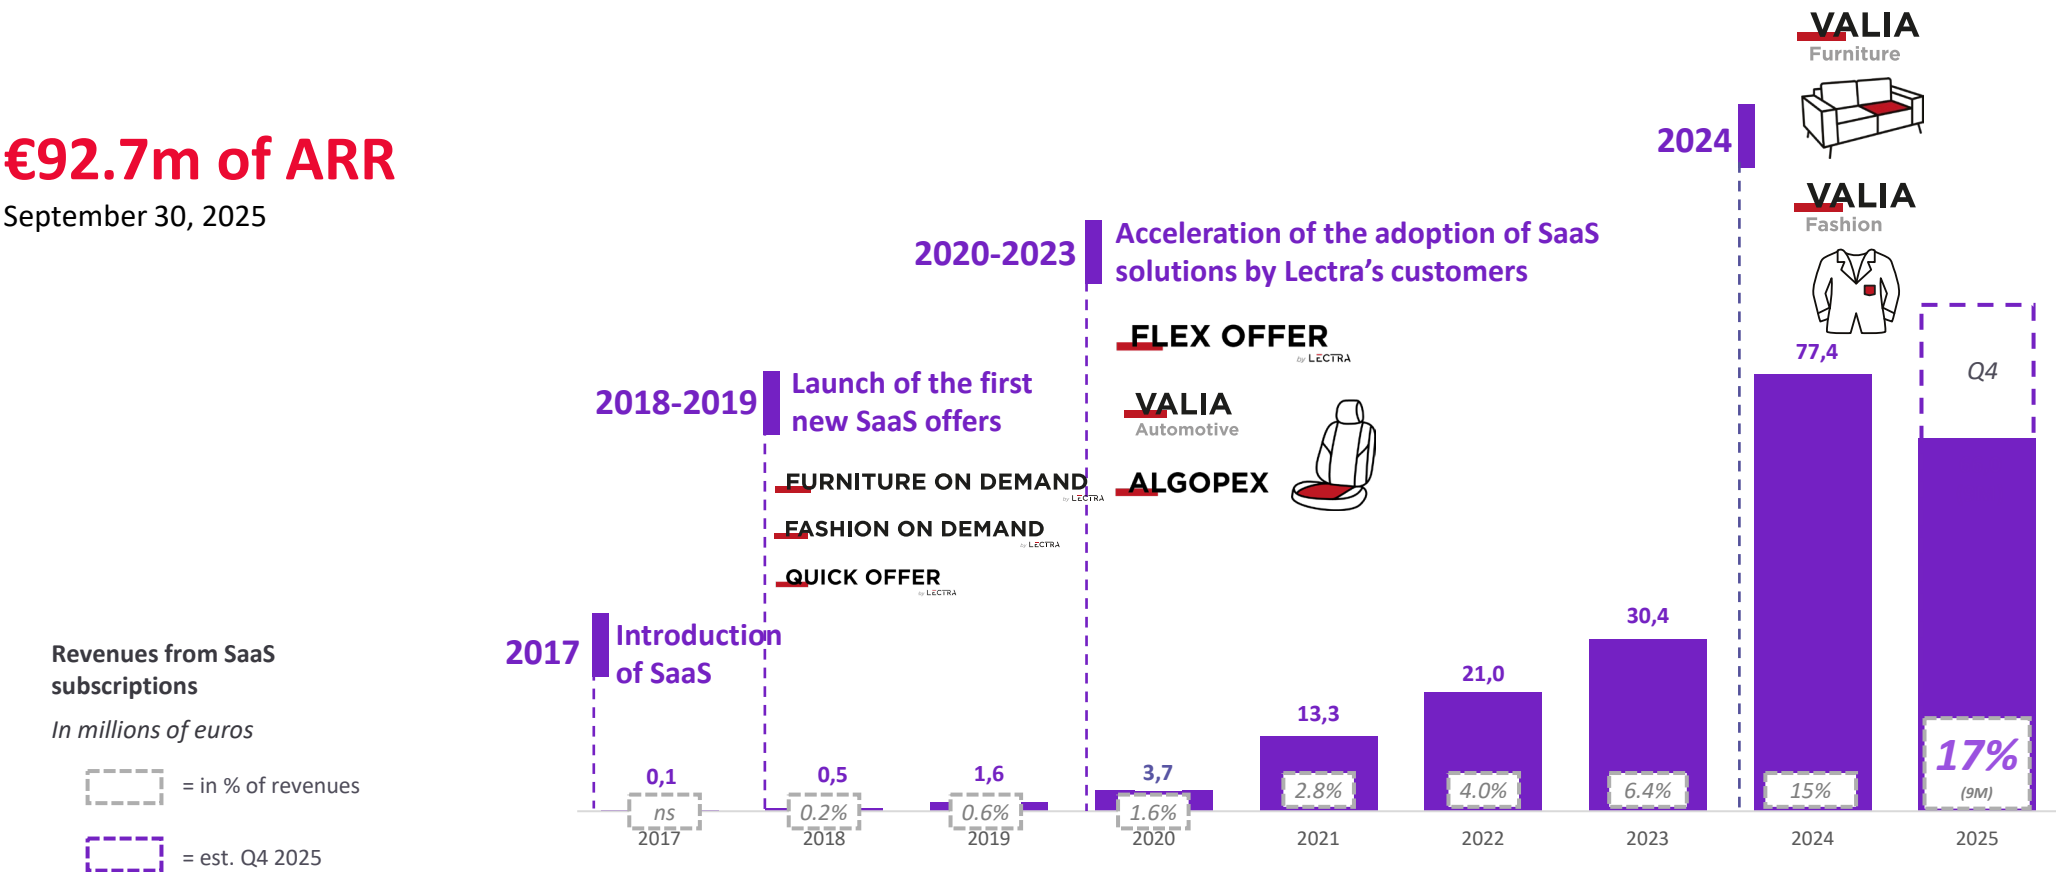 €92.7m of ARR
September 30, 2025
Revenues from SaaS
subscriptions
In millions of euros
= in % of revenues
= est. Q4 2025
2017
Introduction
of SaaS
2018-2019
Launch of the first
new SaaS offers
FURNITURE ON DEMAND
by LECTRA
FASHION ON DEMAND
by LECTRA
QUICK OFFER
by LECTRA
2020-2023
Acceleration of the adoption of SaaS
solutions by Lectra's customers
FLEX OFFER
by LECTRA
VALIA
Automotive
ALGOPEX
2024
VALIA
Furniture
VALIA
Fashion
0,1
0,5
1,6
3,7
13,3
21,0
30,4
77,4
Q4
ns
0.2%
0.6%
1.6%
2.8%
4.0%
6.4%
15%
17%
(9M)
2017
2018
2019
2020
2021
2022
2023
2024
2025